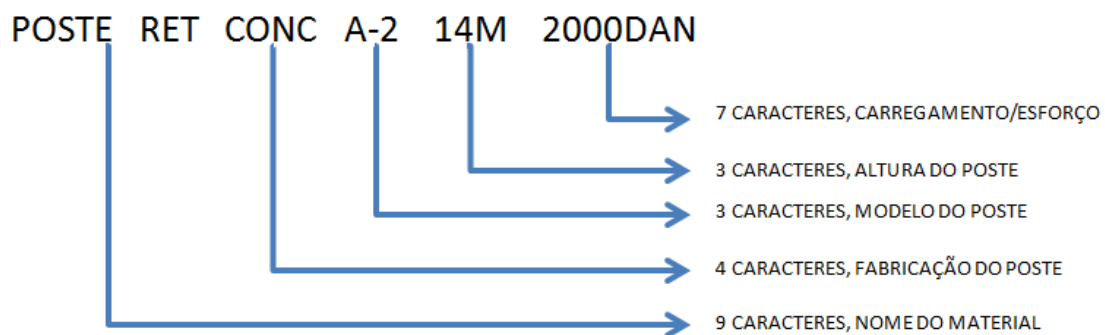 POSTE RET CONC A-2 14M 2000DAN
7 CARACTERES, CARREGAMENTO/ESFORÇO
3 CARACTERES, ALTURA DO POSTE
3 CARACTERES, MODELO DO POSTE
4 CARACTERES, FABRICAÇÃO DO POSTE
9 CARACTERES, NOME DO MATERIAL